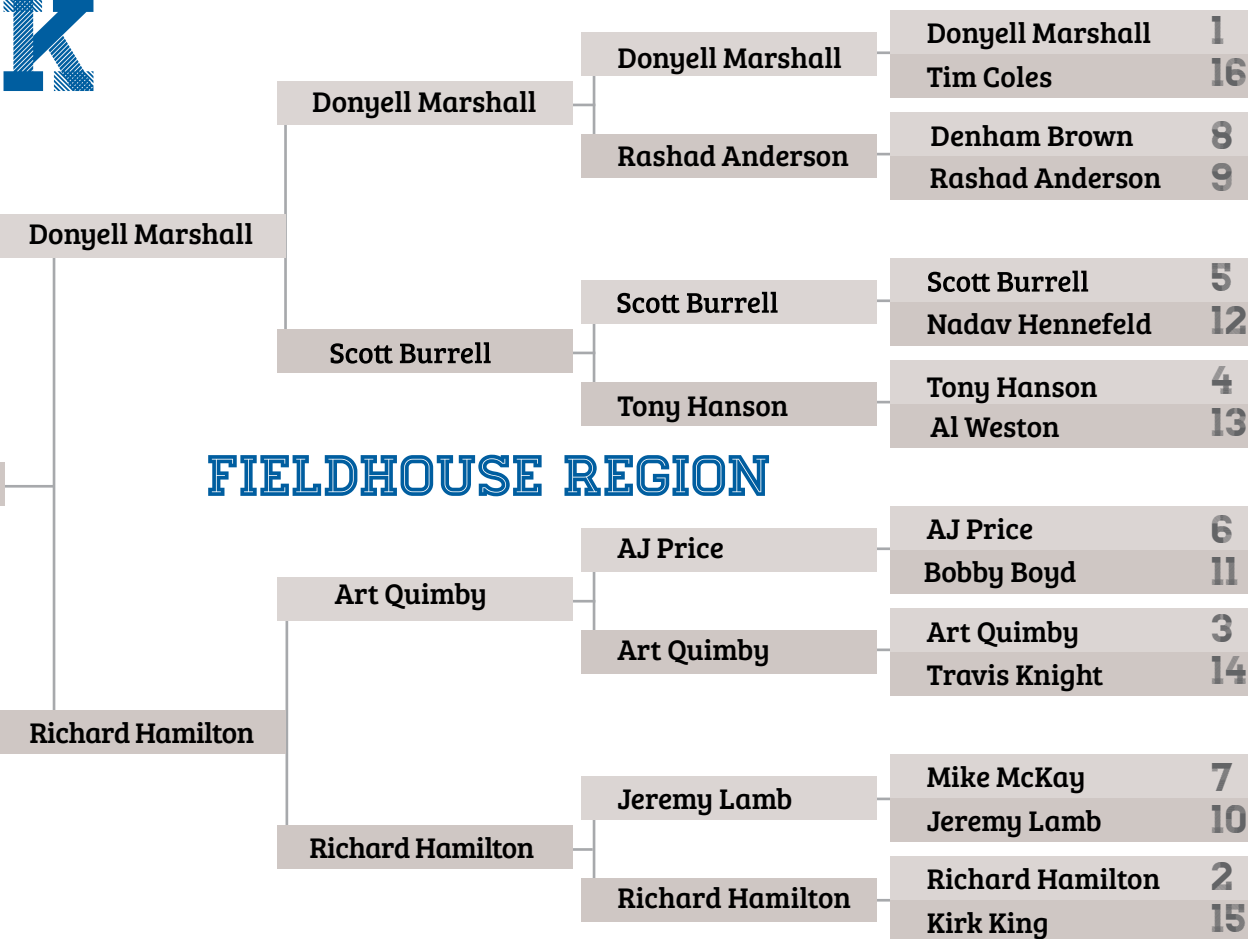 K
Donyell Marshall 1
Tim Coles 16
Denham Brown 8
Rashad Anderson 9
Scott Burrell 5
Nadav Hennefeld 12
Tony Hanson 4
Al Weston 13
AJ Price 6
Bobby Boyd 11
Art Quimby 3
Travis Knight 14
Mike McKay 7
Jeremy Lamb 10
Richard Hamilton 2
Kirk King 15
Donyell Marshall
Rashad Anderson
Scott Burrell
Tony Hanson
AJ Price
Art Quimby
Jeremy Lamb
Richard Hamilton
Donyell Marshall
Scott Burrell
Art Quimby
Richard Hamilton
Donyell Marshall
Richard Hamilton
FIELDHOUSE REGION